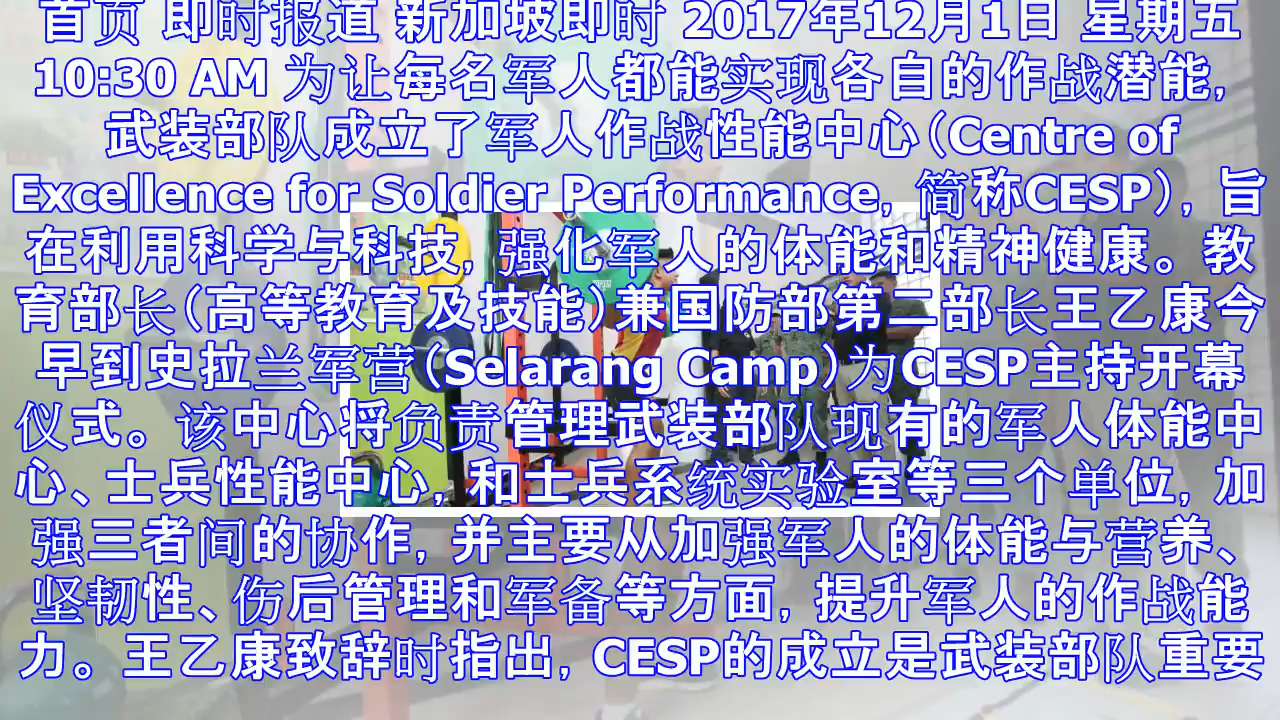 首页 即时报道 新加坡即时 2017年12月1日 星期五
10:30 AM 为让每名军人都能实现各自的作战潜能，
武装部队成立了军人作战性能中心（Centre of
Excellence for Soldier Performance，简称CESP），旨
在利用科学与科技，强化军人的体能和精神健康。教
育部长（高等教育及技能）兼国防部第二部长王乙康今
早到史拉兰军营（Selarang Camp）为CESP主持开幕
仪式。该中心将负责管理武装部队现有的军人体能中
心、士兵性能中心，和士兵系统实验室等三个单位，加
强三者间的协作，并主要从加强军人的体能与营养、
坚韧性、伤后管理和军备等方面，提升军人的作战能
力。王乙康致辞时指出，CESP的成立是武装部队重要